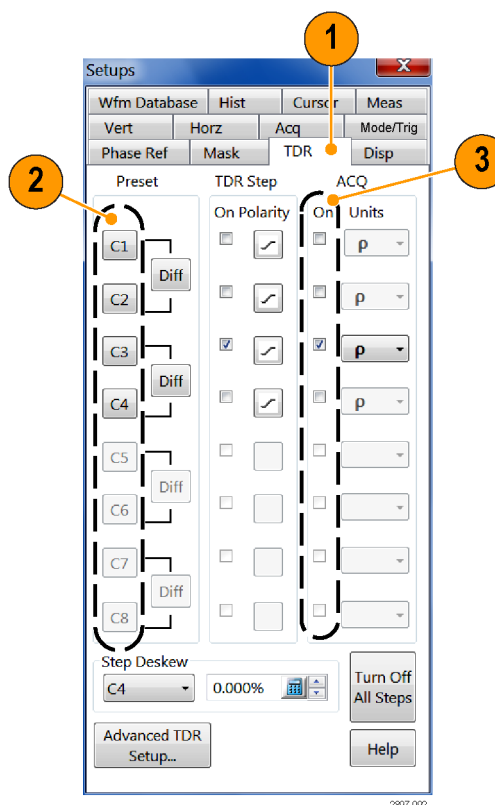 1
Setups
X
Wfm Database Hist Cursor Meas
Vert Horz Acq Mode/Trig
Phase Ref Mask TDR Disp
2
3
Preset TDR Step ACQ
On Polarity On Units
C1 ρ
Diff
C2 ρ
C3 ρ
Diff
C4 ρ
C5
Diff
C6
C7
Diff
C8
Step Deskew
C4 0.000%
Turn Off
All Steps
Advanced TDR
Setup...
Help
2807-002